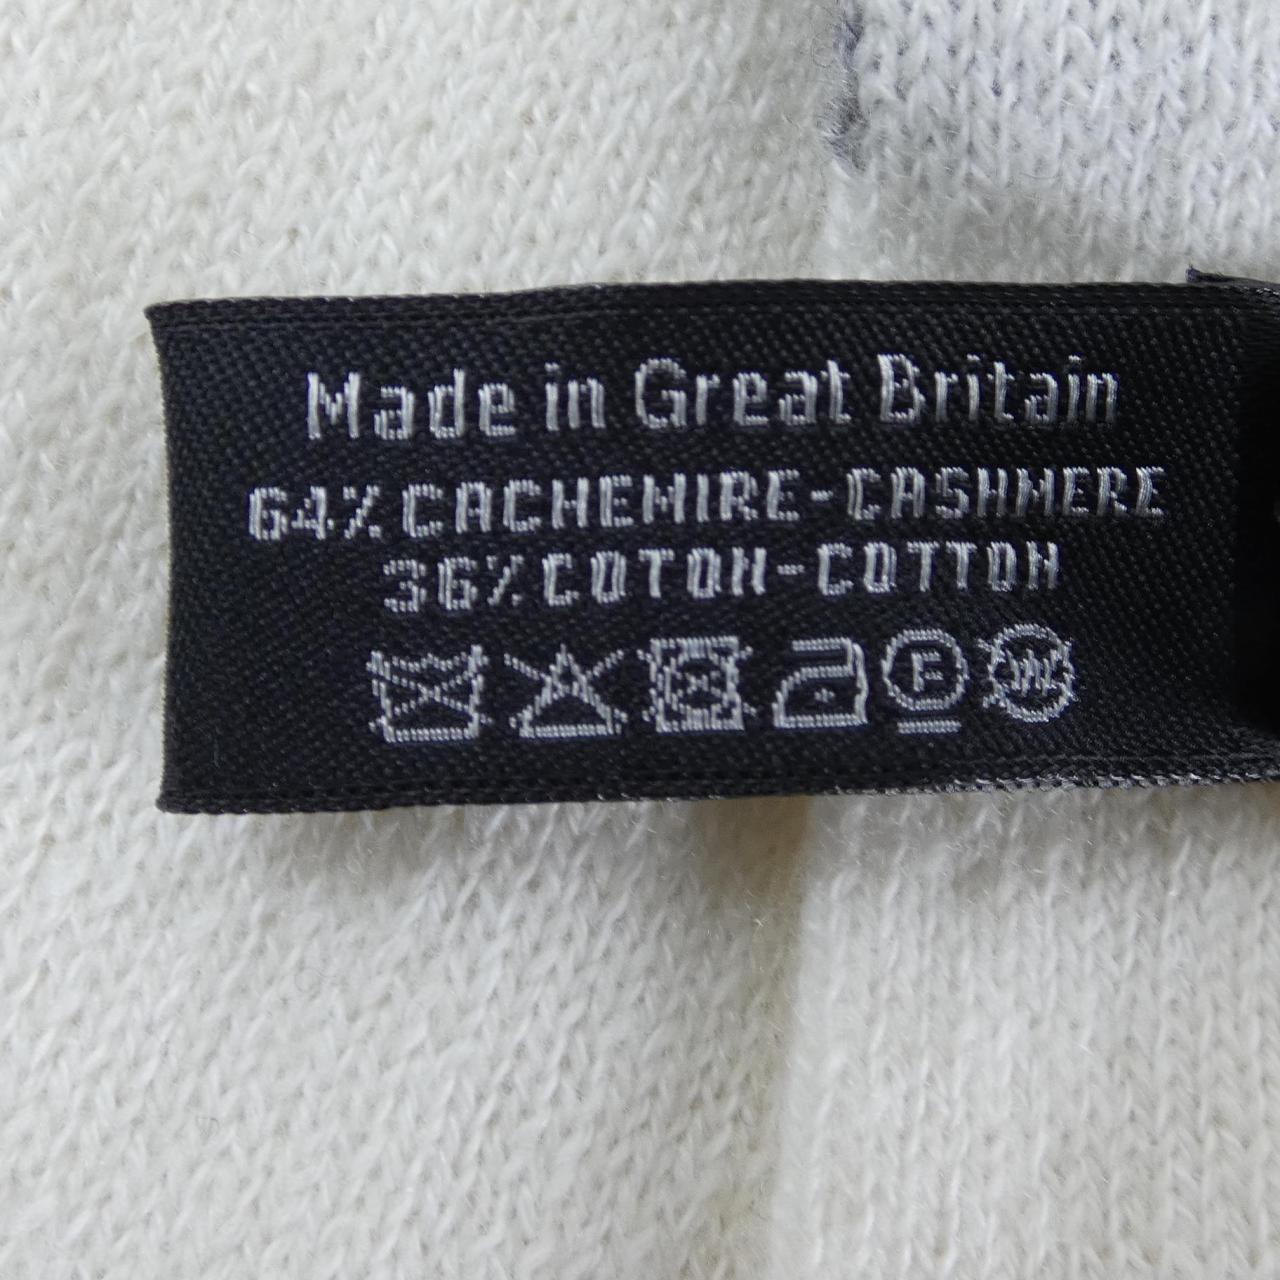 Made in Great Britain
64% CACHEMIRE-CASHMERE
36% COTON-COTTON
F
W